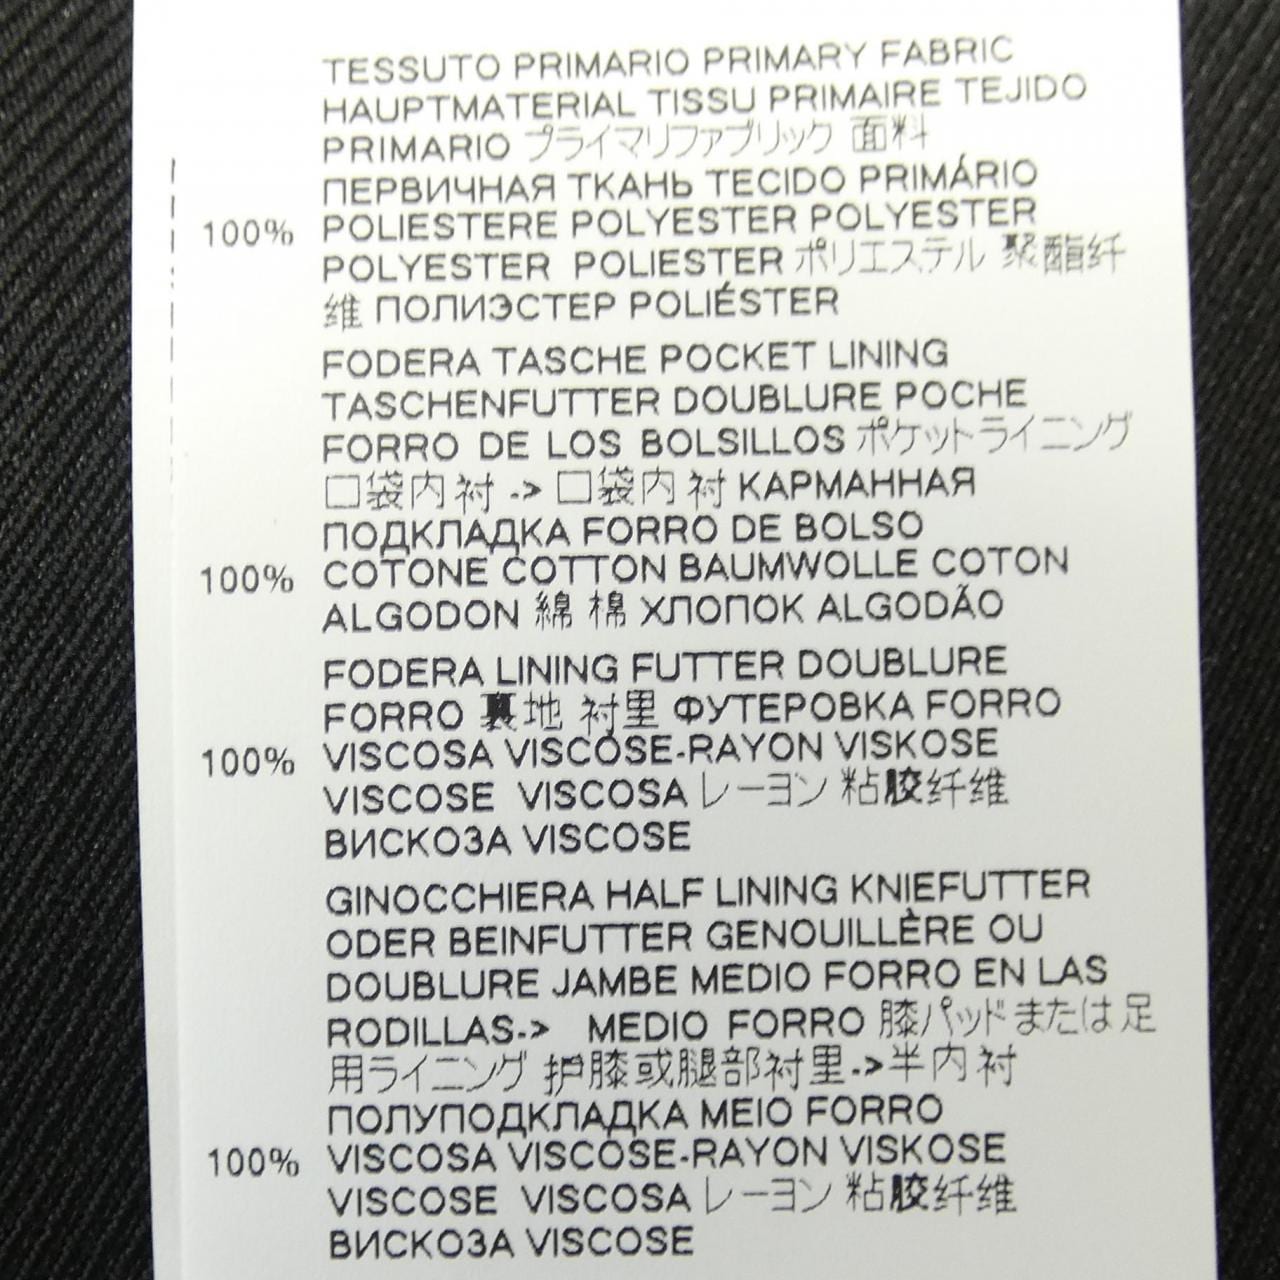 TESSUTO PRIMARIO PRIMARY FABRIC
HAUPTMATERIAL TISSU PRIMAIRE TEJIDO
PRIMARIO プライマリファブリック 面料
ПЕРВИЧНАЯ ТКАНЬ TECIDO PRIMÁRIO
100% POLIESTERE POLYESTER POLYESTER
POLYESTER POLIESTER ポリエステル 聚酯纤
维 ПОЛИЭСТЕР POLIÉSTER
FODERA TASCHE POCKET LINING
TASCHENFUTTER DOUBLURE POCHE
FORRO DE LOS BOLSILLOS ポケットライニング
口袋内衬 -> 口袋内衬 КАРМАННАЯ
ПОДКЛАДКА FORRO DE BOLSO
100% COTONE COTTON BAUMWOLLE COTON
ALGODON 綿 棉 ХЛОПОК ALGODÃO
FODERA LINING FUTTER DOUBLURE
FORRO 裏地 衬里 ФУТЕРОВКА FORRO
100% VISCOSA VISCOSE-RAYON VISKOSE
VISCOSE VISCOSA レーヨン 粘胶纤维
ВИСКОЗА VISCOSE
GINOCCHIERA HALF LINING KNIEFUTTER
ODER BEINFUTTER GENOUILLÈRE OU
DOUBLURE JAMBE MEDIO FORRO EN LAS
RODILLAS-> MEDIO FORRO 膝パッドまたは足
用ライニング 护膝或腿部衬里->半内衬
ПОЛУПОДКЛАДКА MEIO FORRO
100% VISCOSA VISCOSE-RAYON VISKOSE
VISCOSE VISCOSA レーヨン 粘胶纤维
ВИСКОЗА VISCOSE